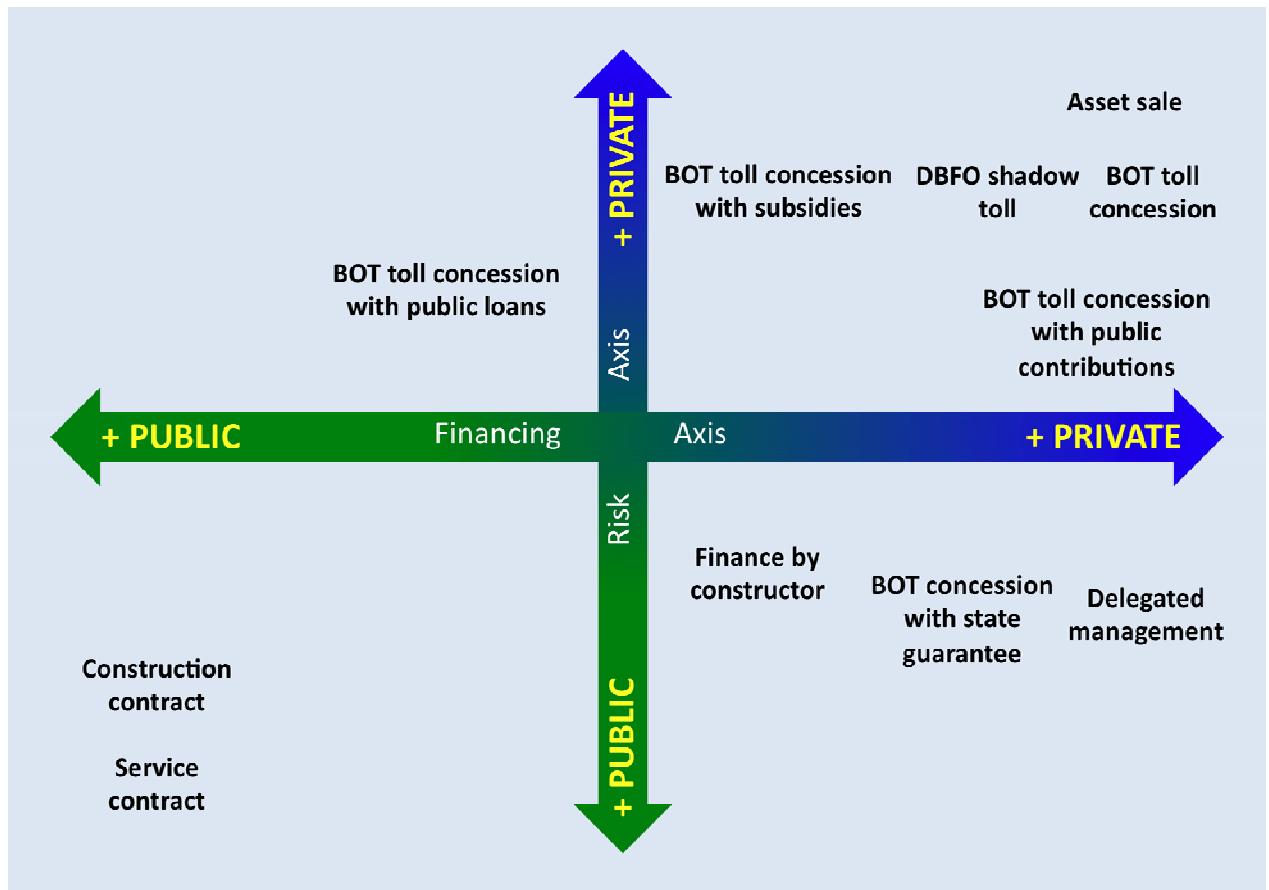 + PRIVATE
Asset sale
BOT toll concession
with subsidies
DBFO shadow
toll
BOT toll
concession
BOT toll concession
with public loans
BOT toll concession
with public
contributions
Axis
+ PUBLIC
Financing
Axis
+ PRIVATE
Risk
Finance by
constructor
BOT concession
with state
guarantee
Delegated
management
Construction
contract
Service
contract
+ PUBLIC